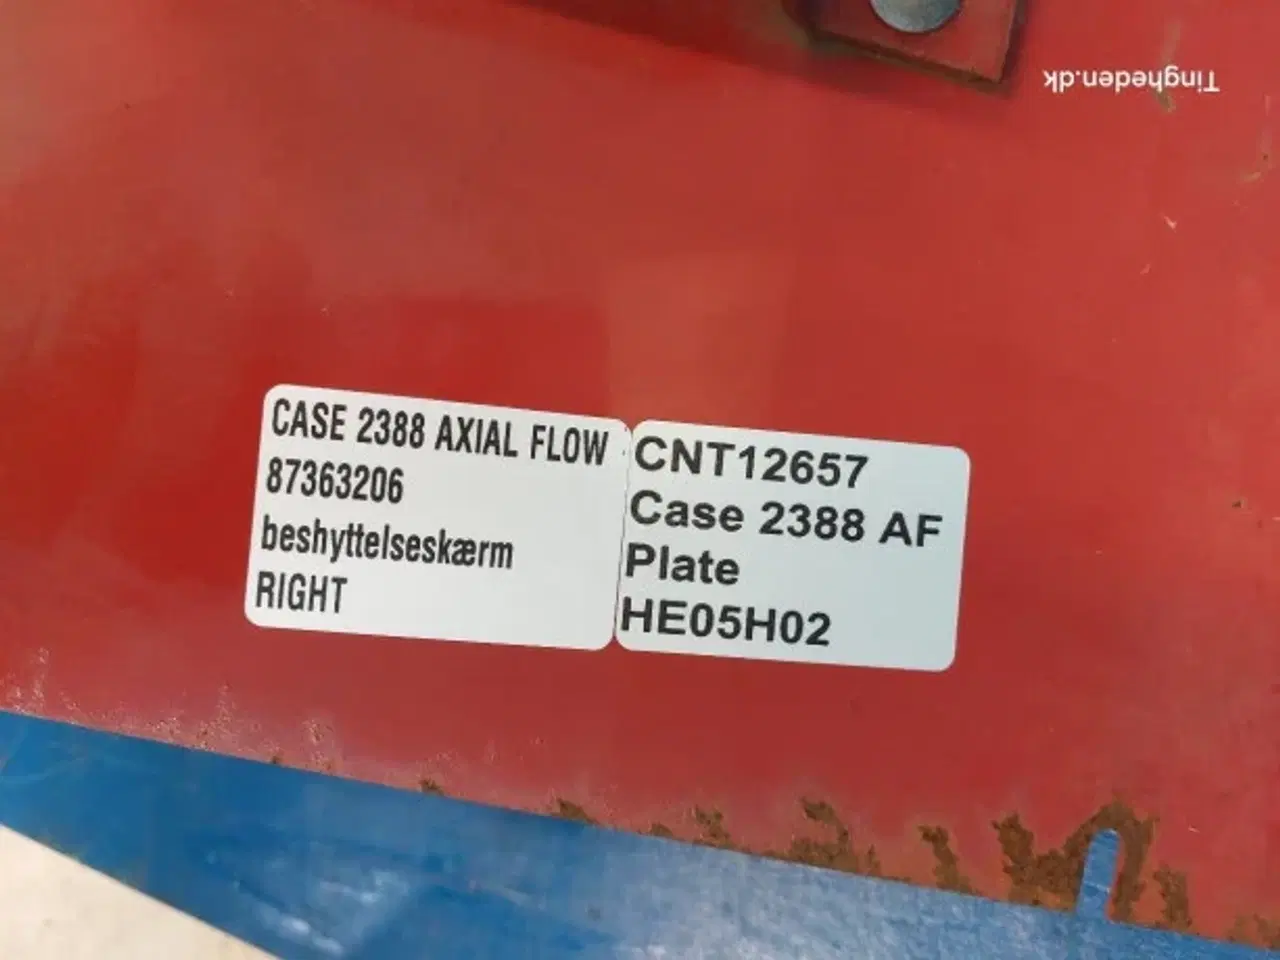 Tingheden.dk
CASE 2388 AXIAL FLOW
87363206
beshyttelseskærm
RIGHT
CNT12657
Case 2388 AF
Plate
HE05H02